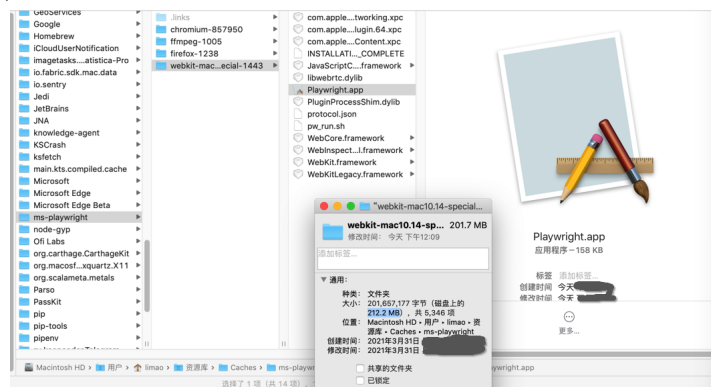 GeoServices
Google
Homebrew
iCloudUserNotification
imagetasks....atistica-Pro
io.fabric.sdk.mac.data
io.sentry
Jedi
JetBrains
JNA
knowledge-agent
KSCrash
ksfetch
main.kts.compiled.cache
Microsoft
Microsoft Edge
Microsoft Edge Beta
ms-playwright
node-gyp
Ofi Labs
org.carthage.CarthageKit
org.macosf...xquartz.X11
org.scalameta.metals
Parso
PassKit
pip
pip-tools
pipenv
.links
chromium-857950
ffmpeg-1005
firefox-1238
webkit-mac...ecial-1443
com.apple....tworking.xpc
com.apple....lugin.64.xpc
com.apple...Content.xpc
INSTALLATI..._COMPLETE
JavaScriptC....framework
libwebrtc.dylib
Playwright.app
PluginProcessShim.dylib
protocol.json
pw_run.sh
WebCore.framework
WebInspect...l.framework
WebKit.framework
WebKitLegacy.framework
Playwright.app
应用程序 – 158 KB
标签 添加标签...
创建时间 今天
修改时间 今天
更多...
"webkit-mac10.14-special...
webkit-mac10.14-sp... 201.7 MB
修改时间: 今天 下午12:09
添加标签...
通用:
种类: 文件夹
大小: 201,657,177 字节（磁盘上的
212.2 MB），共 5,346 项
位置: Macintosh HD ▸ 用户 ▸ limao ▸ 资
源库 ▸ Caches ▸ ms-playwright
创建时间: 2021年3月31日
修改时间: 2021年3月31日
共享的文件夹
已锁定
Macintosh HD › 用户 › limao › 资源库 › Caches › ms-playwr
wright.app
选择了 1 项（共 14 项）